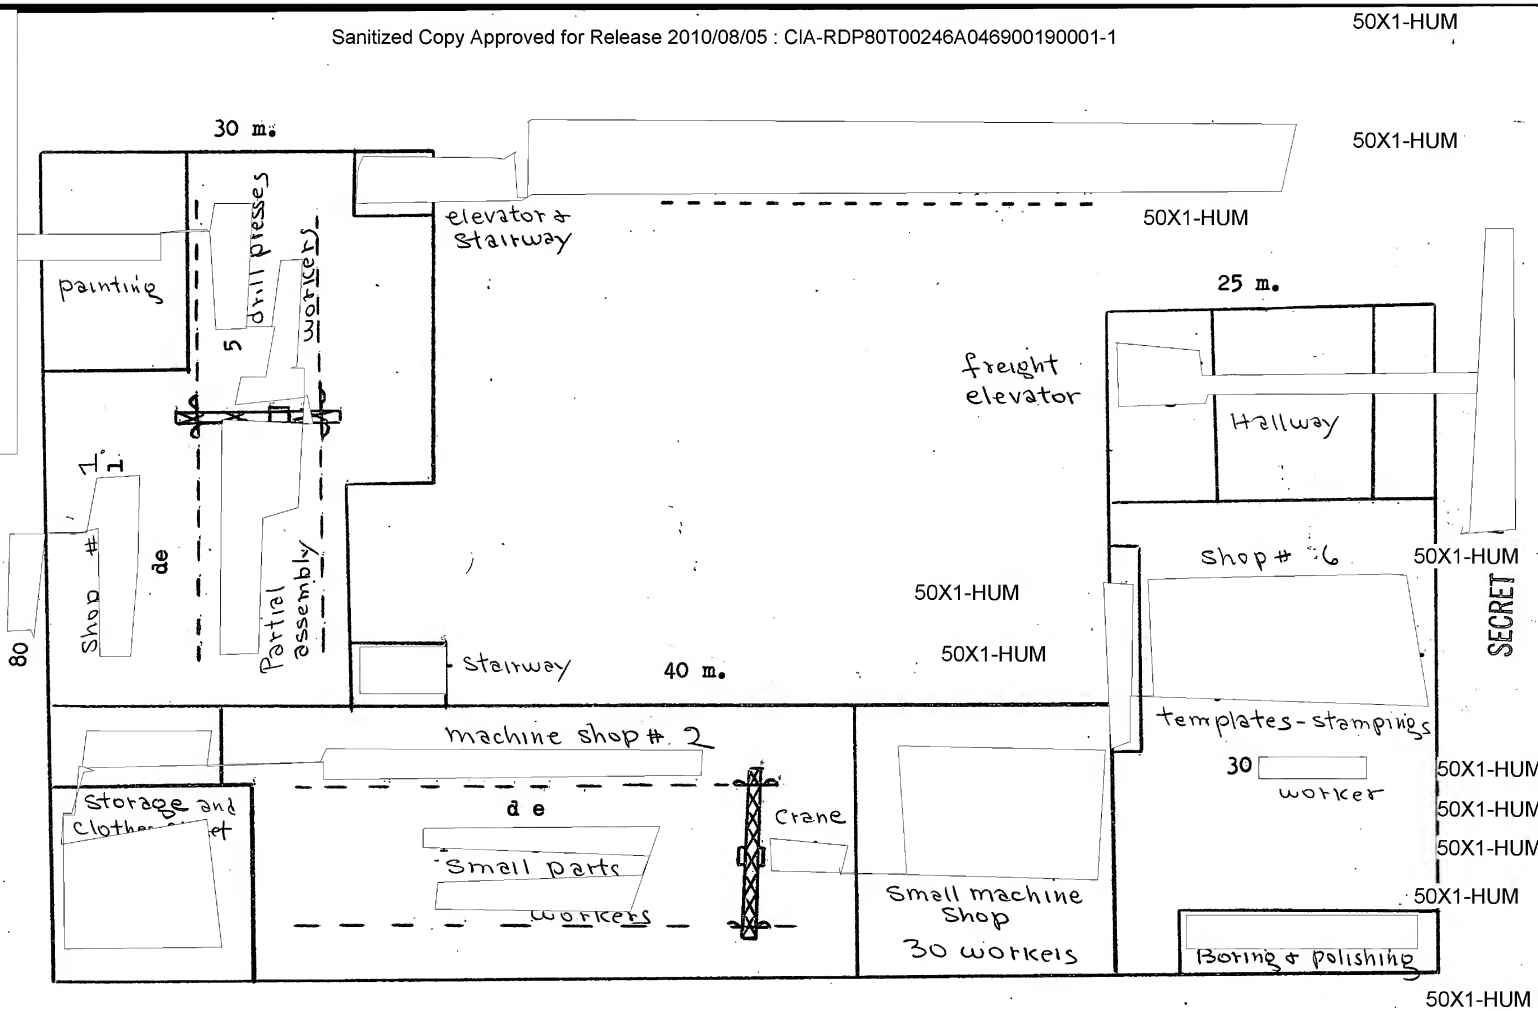 50X1-HUM
Sanitized Copy Approved for Release 2010/08/05 : CIA-RDP80T00246A046900190001-1
30 m.
50X1-HUM
elevator &
stairway
50X1-HUM
painting
5 drill presses
workers
25 m.
freight
elevator
Hallway
Shop # 1
de
80
Partial
assembly
Shop # 6
50X1-HUM
50X1-HUM
SECRET
stairway
40 m.
50X1-HUM
templates-stampings
machine shop # 2
30
worker
50X1-HUM
Storage and
d e
Crane
50X1-HUM
Small parts
50X1-HUM
workers
Small machine
Shop
30 workers
50X1-HUM
Boring & polishing
50X1-HUM